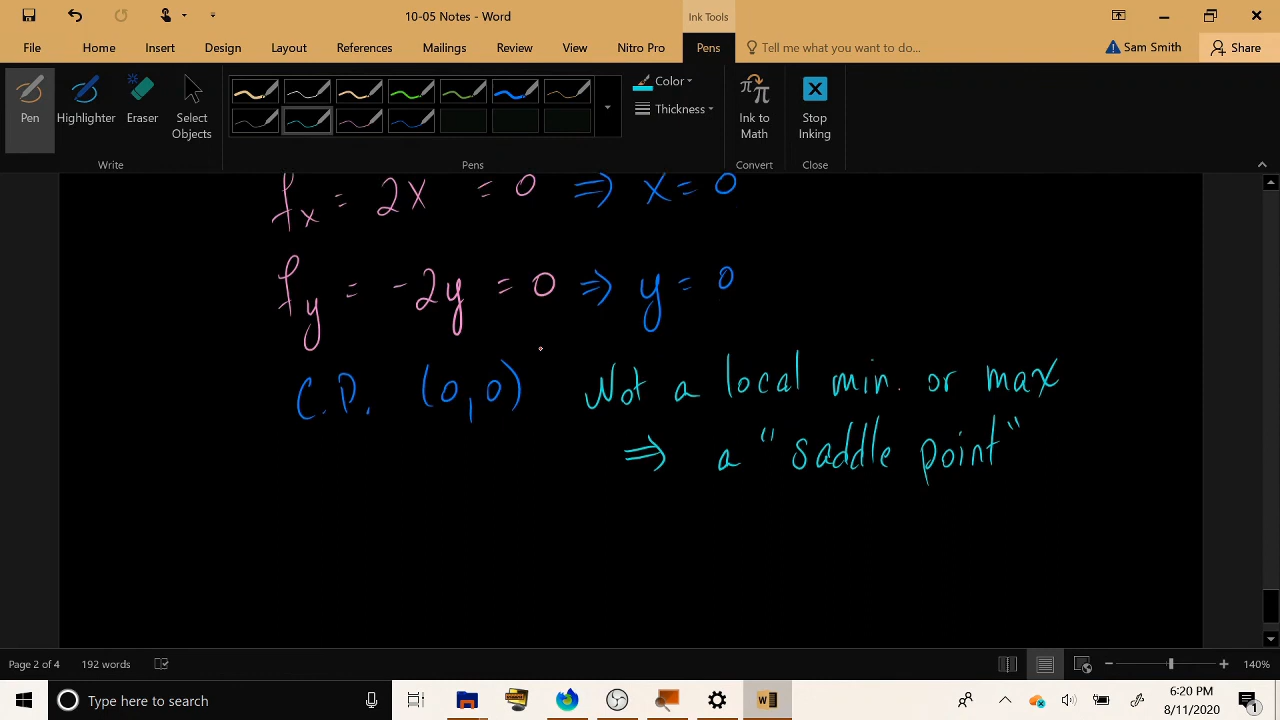 10-05 Notes - Word
Ink Tools
File Home Insert Design Layout References Mailings Review View Nitro Pro Pens Tell me what you want to do... Sam Smith Share
Pen Highlighter Eraser Select Objects
Color
Thickness
Ink to Math
Stop Inking
Write Pens Convert Close
f_x = 2x = 0 ⇒ x = 0
f_y = -2y = 0 ⇒ y = 0
C.P. (0,0) Not a local min. or max
⇒ a "saddle point"
Page 2 of 4 192 words 140%
Type here to search
6:20 PM
8/11/2020
1